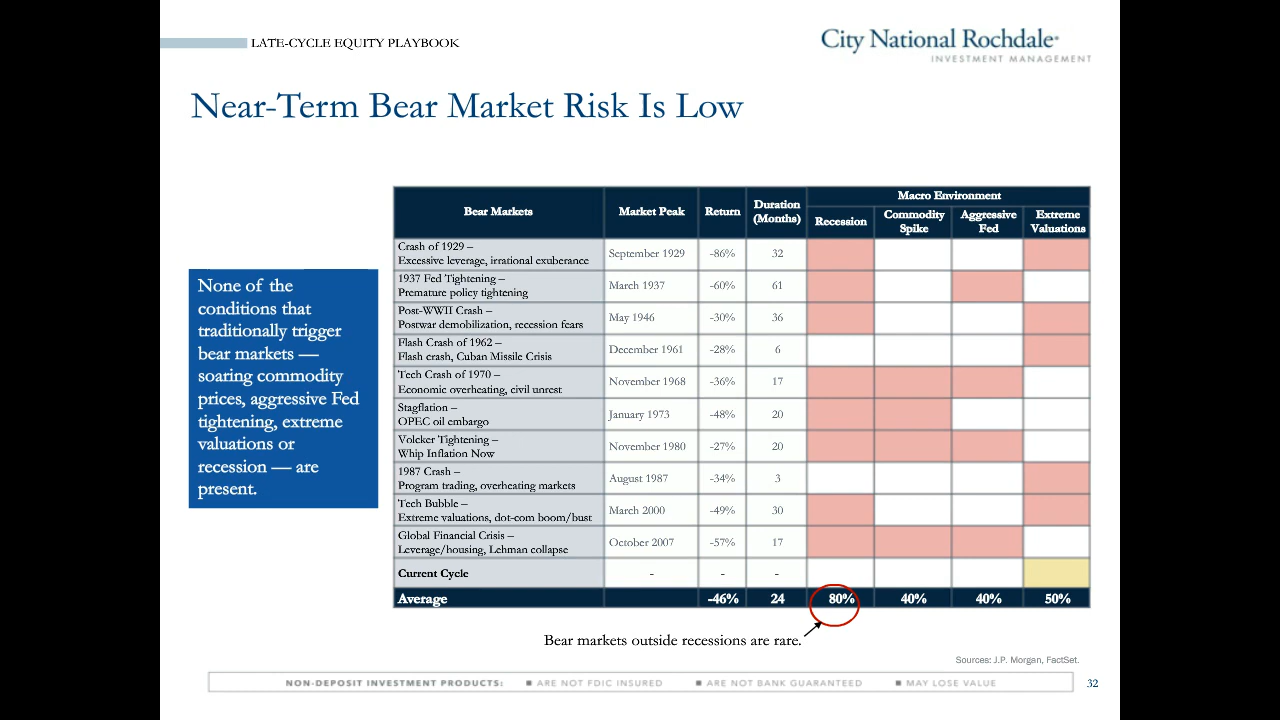 LATE-CYCLE EQUITY PLAYBOOK
City National Rochdale
INVESTMENT MANAGEMENT
Near-Term Bear Market Risk Is Low
None of the
conditions that
traditionally trigger
bear markets —
soaring commodity
prices, aggressive Fed
tightening, extreme
valuations or
recession — are
present.
Bear Markets Market Peak Return Duration (Months) Macro Environment
Recession Commodity Spike Aggressive Fed Extreme Valuations
Crash of 1929 –
Excessive leverage, irrational exuberance September 1929 -86% 32
1937 Fed Tightening –
Premature policy tightening March 1937 -60% 61
Post-WWII Crash –
Postwar demobilization, recession fears May 1946 -30% 36
Flash Crash of 1962 –
Flash crash, Cuban Missile Crisis December 1961 -28% 6
Tech Crash of 1970 –
Economic overheating, civil unrest November 1968 -36% 17
Stagflation –
OPEC oil embargo January 1973 -48% 20
Volcker Tightening –
Whip Inflation Now November 1980 -27% 20
1987 Crash –
Program trading, overheating markets August 1987 -34% 3
Tech Bubble –
Extreme valuations, dot-com boom/bust March 2000 -49% 30
Global Financial Crisis –
Leverage/housing, Lehman collapse October 2007 -57% 17
Current Cycle - - -
Average -46% 24 80% 40% 40% 50%
Bear markets outside recessions are rare.
Sources: J.P. Morgan, FactSet.
NON-DEPOSIT INVESTMENT PRODUCTS: ■ ARE NOT FDIC INSURED ■ ARE NOT BANK GUARANTEED ■ MAY LOSE VALUE
32